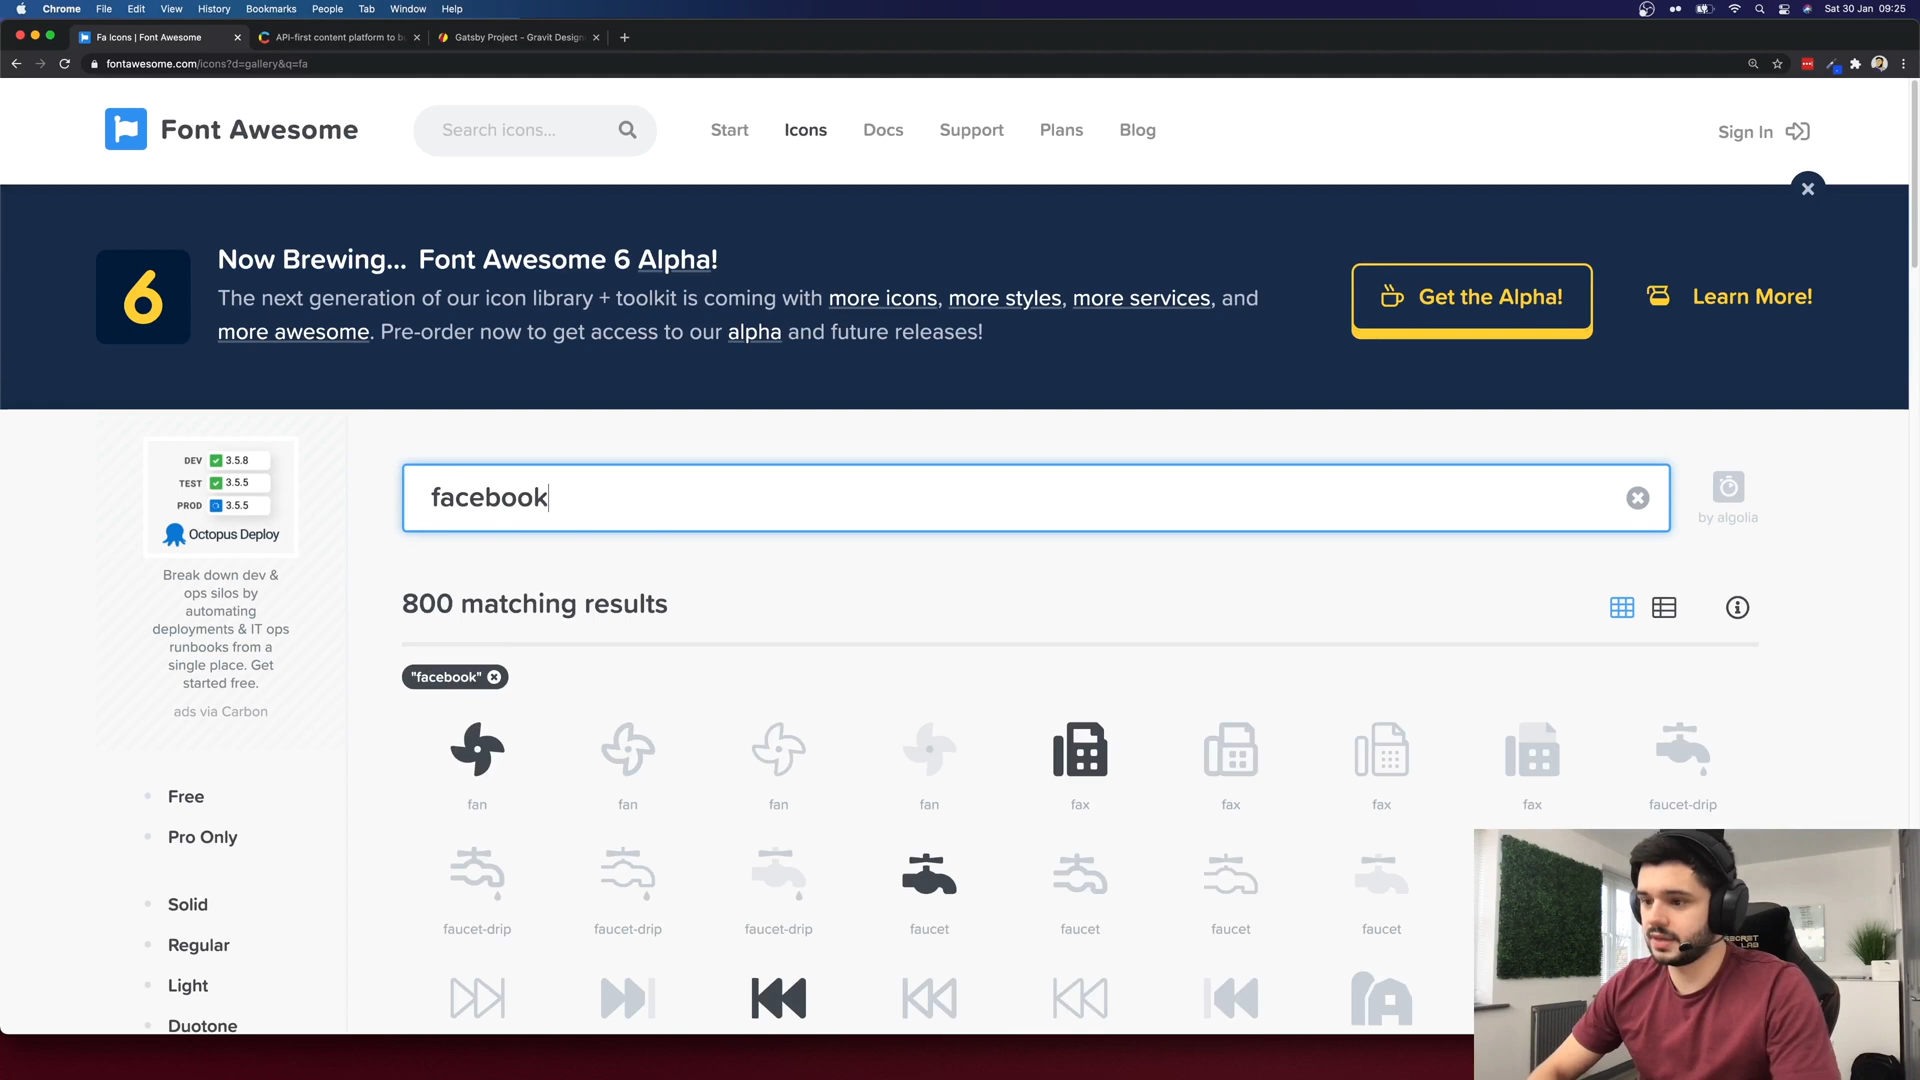 Chrome File Edit View History Bookmarks People Tab Window Help Sat 30 Jan 09:25
Fa Icons | Font Awesome API-first content platform to b Gatsby Project - Gravit Design
fontawesome.com/icons?d=gallery&q=fa
Font Awesome Search icons... Start Icons Docs Support Plans Blog Sign In
6
Now Brewing... Font Awesome 6 Alpha!
The next generation of our icon library + toolkit is coming with more icons, more styles, more services, and
more awesome. Pre-order now to get access to our alpha and future releases!
Get the Alpha! Learn More!
DEV 3.5.8
TEST 3.5.5
PROD 3.5.5
Octopus Deploy
Break down dev &
ops silos by
automating
deployments & IT ops
runbooks from a
single place. Get
started free.
ads via Carbon
Free
Pro Only
Solid
Regular
Light
Duotone
facebook
by algolia
800 matching results
"facebook"
fan fan fan fan fax fax fax fax faucet-drip
faucet-drip faucet-drip faucet-drip faucet faucet faucet faucet
SECRET
LAB